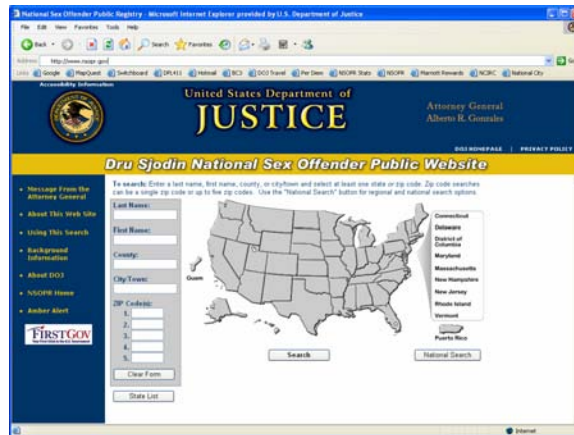 National Sex Offender Public Registry - Microsoft Internet Explorer provided by U.S. Department of Justice
File Edit View Favorites Tools Help
Back Search Favorites
Address http://www.nsopr.gov/
Links Google MapQuest Switchboard DPL411 Hotmail BC3 DOJ Travel Per Diem NSOPR Stats NSOPR Marriott Rewards NCIRC National City
Accessibility Information
United States Department of
JUSTICE
Attorney General
Alberto R. Gonzales
DOJ HOMEPAGE | PRIVACY POLICY
Dru Sjodin National Sex Offender Public Website
Message From the
Attorney General
About This Web Site
Using This Search
Background
Information
About DOJ
NSOPR Home
Amber Alert
FIRSTGOV
To search: Enter a last name, first name, county, or city/town and select at least one state or zip code. Zip code searches
can be a single zip code or up to five zip codes. Use the "National Search" button for regional and national search options.
Last Name:
First Name:
County:
City/Town:
ZIP Code(s):
1.
2.
3.
4.
5.
Clear Form
State List
Guam
Connecticut
Delaware
District of
Columbia
Maryland
Massachusetts
New Hampshire
New Jersey
Rhode Island
Vermont
Puerto Rico
Search
National Search
Internet